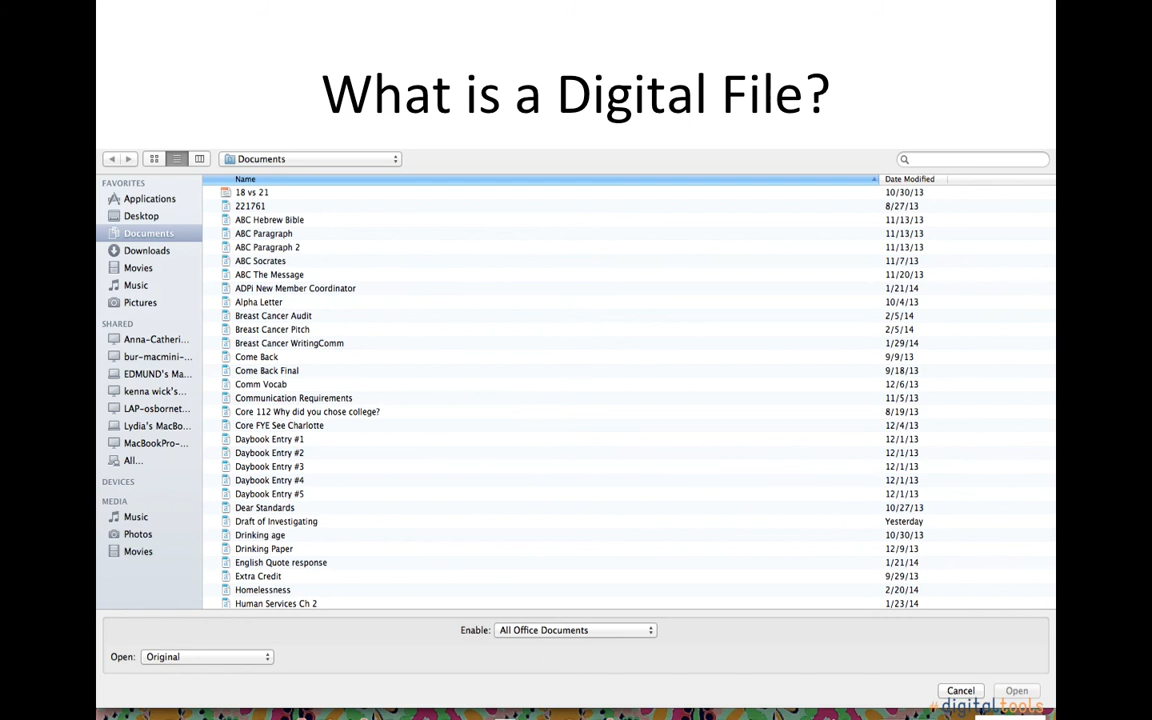 What is a Digital File?
Documents
Name Date Modified
FAVORITES
Applications
Desktop
Documents
Downloads
Movies
Music
Pictures
SHARED
Anna-Catheri...
bur-macmini-...
EDMUND's Ma...
kenna wick's...
LAP-osbornet...
Lydia's MacBo...
MacBookPro-...
All...
DEVICES
MEDIA
Music
Photos
Movies
18 vs 21 10/30/13
221761 8/27/13
ABC Hebrew Bible 11/13/13
ABC Paragraph 11/13/13
ABC Paragraph 2 11/13/13
ABC Socrates 11/7/13
ABC The Message 11/20/13
ADPi New Member Coordinator 1/21/14
Alpha Letter 10/4/13
Breast Cancer Audit 2/5/14
Breast Cancer Pitch 2/5/14
Breast Cancer WritingComm 1/29/14
Come Back 9/9/13
Come Back Final 9/18/13
Comm Vocab 12/6/13
Communication Requirements 11/5/13
Core 112 Why did you chose college? 8/19/13
Core FYE See Charlotte 12/4/13
Daybook Entry #1 12/1/13
Daybook Entry #2 12/1/13
Daybook Entry #3 12/1/13
Daybook Entry #4 12/1/13
Daybook Entry #5 12/1/13
Dear Standards 10/27/13
Draft of Investigating Yesterday
Drinking age 10/30/13
Drinking Paper 12/9/13
English Quote response 1/21/14
Extra Credit 9/29/13
Homelessness 2/20/14
Human Services Ch 2 1/23/14
Enable: All Office Documents
Open: Original
Cancel Open
#digitaltools